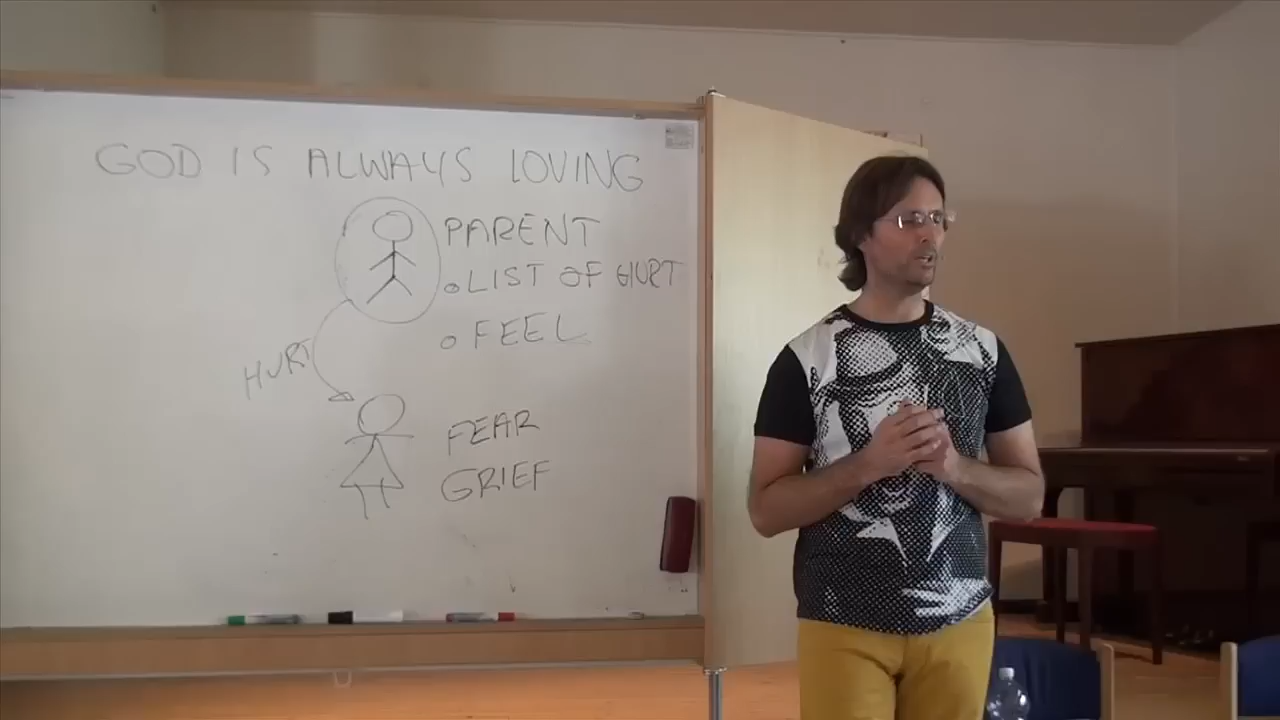 GOD IS ALWAYS LOVING
PARENT
LIST OF HURT
FEEL
HURT
FEAR
GRIEF